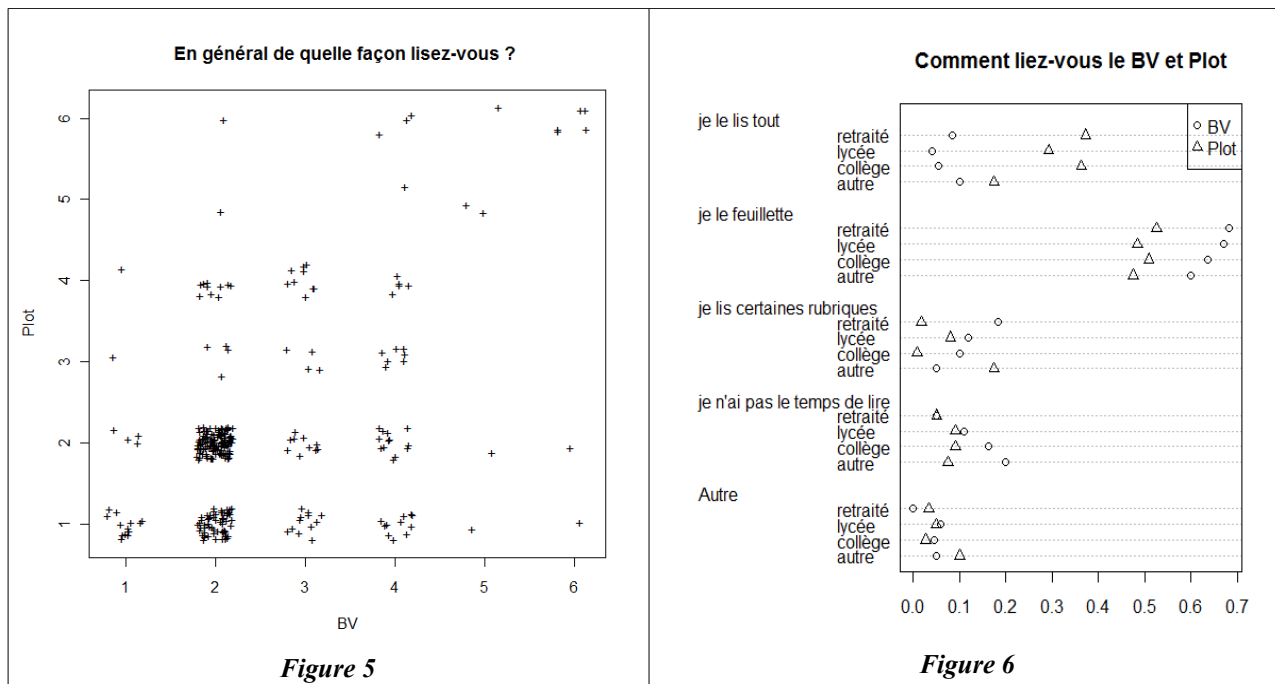 En général de quelle façon lisez-vous ?
Plot
6
5
4
3
2
1
1 2 3 4 5 6
BV
Figure 5
Comment liez-vous le BV et Plot
BV
Plot
je le lis tout
retraité
lycée
collège
autre
je le feuillette
retraité
lycée
collège
autre
je lis certaines rubriques
retraité
lycée
collège
autre
je n'ai pas le temps de lire
retraité
lycée
collège
autre
Autre
retraité
lycée
collège
autre
0.0 0.1 0.2 0.3 0.4 0.5 0.6 0.7
Figure 6